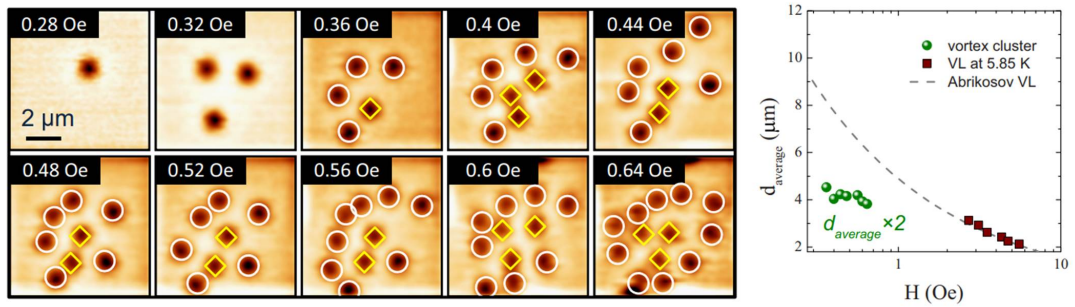 0.28 Oe
0.32 Oe
0.36 Oe
0.4 Oe
0.44 Oe
2 μm
0.48 Oe
0.52 Oe
0.56 Oe
0.6 Oe
0.64 Oe
12
10
8
6
4
2
d_average (μm)
vortex cluster
VL at 5.85 K
Abrikosov VL
d_average ×2
1
10
H (Oe)